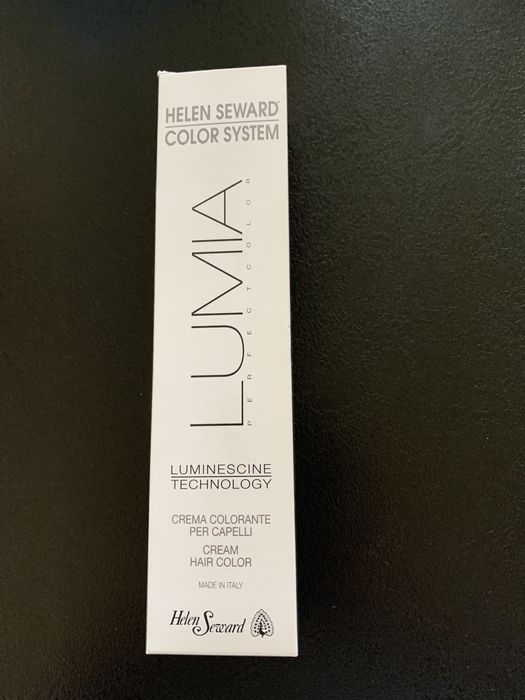 HELEN SEWARD®
COLOR SYSTEM
LUMIA
PERFECT COLOR
LUMINESCINE
TECHNOLOGY
CREMA COLORANTE
PER CAPELLI
CREAM
HAIR COLOR
MADE IN ITALY
Helen Seward